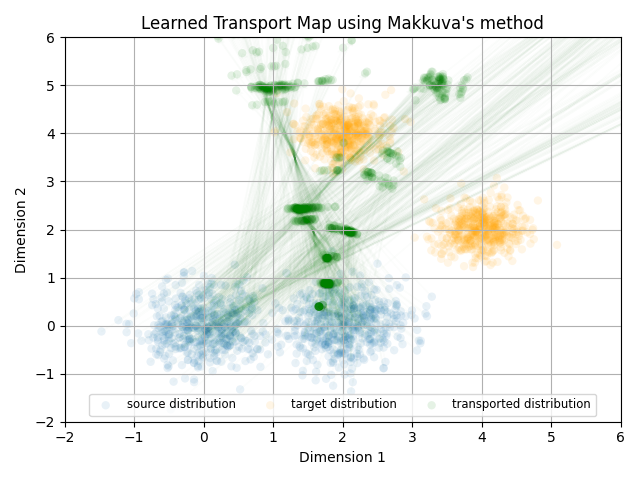 Learned Transport Map using Makkuva's method
6
5
4
3
2
1
0
−1
−2
Dimension 2
source distribution target distribution transported distribution
−2 −1 0 1 2 3 4 5 6
Dimension 1